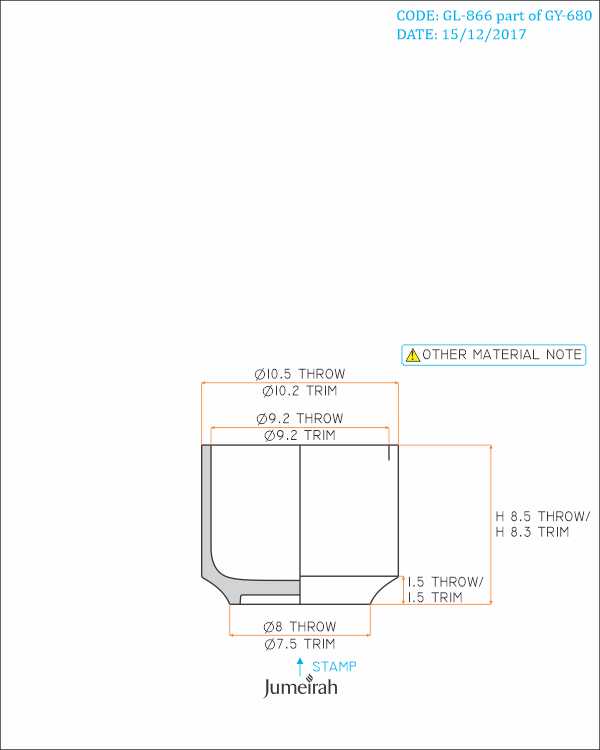 CODE: GL-866 part of GY-680
DATE: 15/12/2017
OTHER MATERIAL NOTE
Ø10.5 THROW
Ø10.2 TRIM
Ø9.2 THROW
Ø9.2 TRIM
H 8.5 THROW/
H 8.3 TRIM
1.5 THROW/
1.5 TRIM
Ø8 THROW
Ø7.5 TRIM
STAMP
Jumeirah